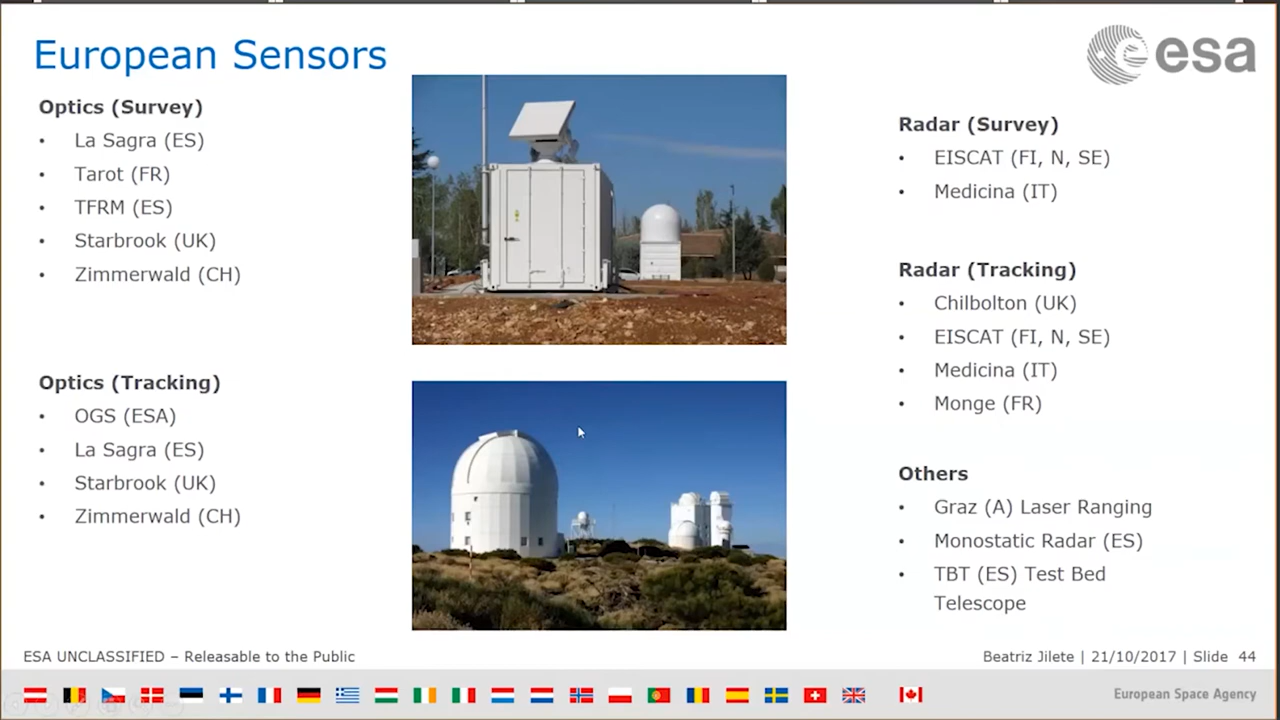 European Sensors
esa
Optics (Survey)
• La Sagra (ES)
• Tarot (FR)
• TFRM (ES)
• Starbrook (UK)
• Zimmerwald (CH)
Optics (Tracking)
• OGS (ESA)
• La Sagra (ES)
• Starbrook (UK)
• Zimmerwald (CH)
Radar (Survey)
• EISCAT (FI, N, SE)
• Medicina (IT)
Radar (Tracking)
• Chilbolton (UK)
• EISCAT (FI, N, SE)
• Medicina (IT)
• Monge (FR)
Others
• Graz (A) Laser Ranging
• Monostatic Radar (ES)
• TBT (ES) Test Bed
Telescope
ESA UNCLASSIFIED – Releasable to the Public
Beatriz Jilete | 21/10/2017 | Slide 44
European Space Agency